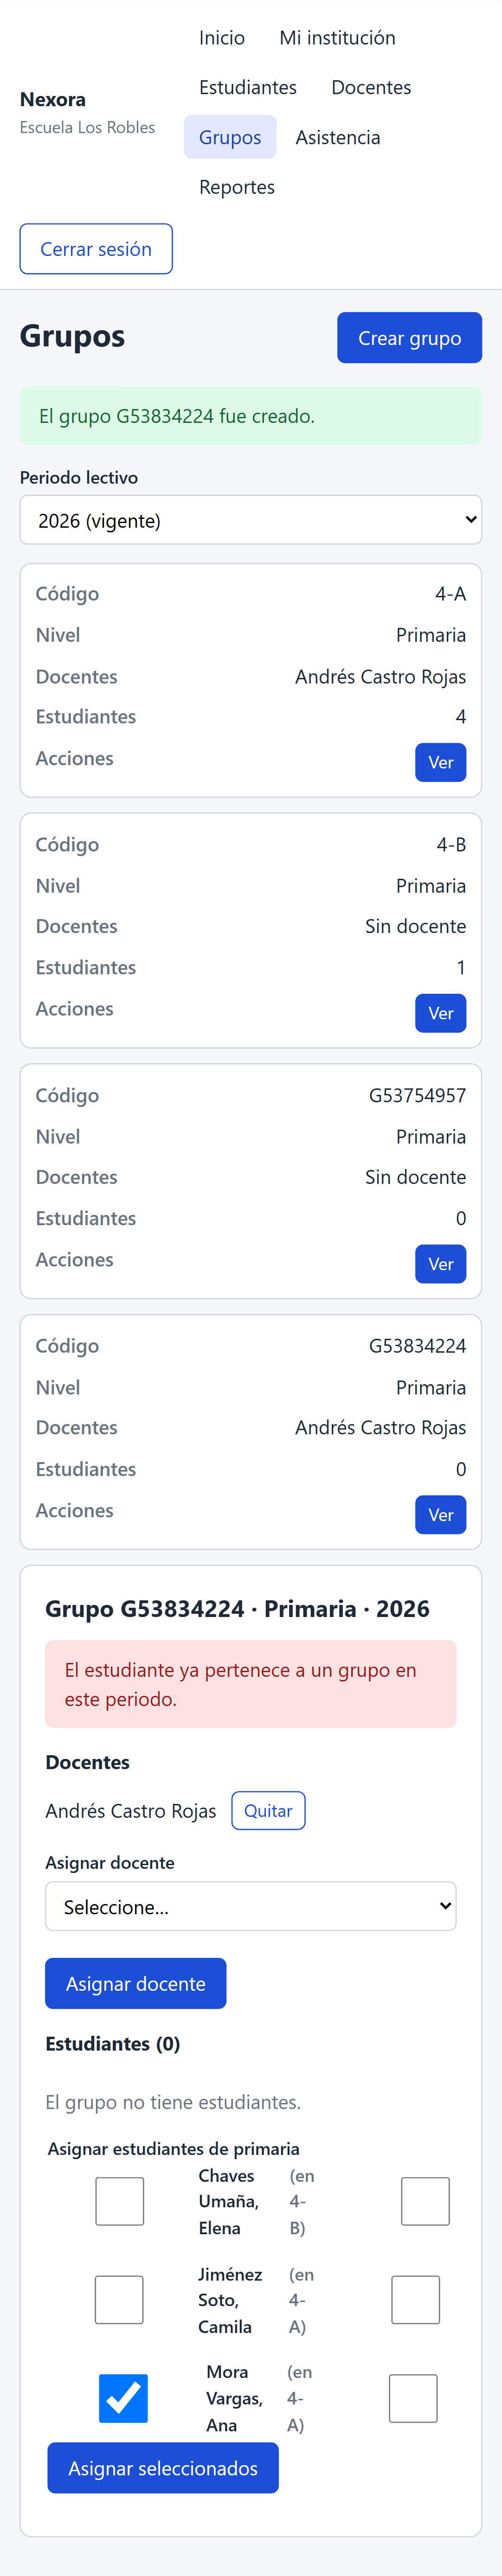 Nexora
Escuela Los Robles
Inicio
Mi institución
Estudiantes
Docentes
Grupos
Asistencia
Reportes
Cerrar sesión
Grupos
Crear grupo
El grupo G53834224 fue creado.
Periodo lectivo
2026 (vigente)
Código 4-A
Nivel Primaria
Docentes Andrés Castro Rojas
Estudiantes 4
Acciones Ver
Código 4-B
Nivel Primaria
Docentes Sin docente
Estudiantes 1
Acciones Ver
Código G53754957
Nivel Primaria
Docentes Sin docente
Estudiantes 0
Acciones Ver
Código G53834224
Nivel Primaria
Docentes Andrés Castro Rojas
Estudiantes 0
Acciones Ver
Grupo G53834224 · Primaria · 2026
El estudiante ya pertenece a un grupo en
este periodo.
Docentes
Andrés Castro Rojas Quitar
Asignar docente
Seleccione...
Asignar docente
Estudiantes (0)
El grupo no tiene estudiantes.
Asignar estudiantes de primaria
Chaves
Umaña,
Elena
(en
4-
B)
Jiménez
Soto,
Camila
(en
4-
A)
Mora
Vargas,
Ana
(en
4-
A)
Asignar seleccionados